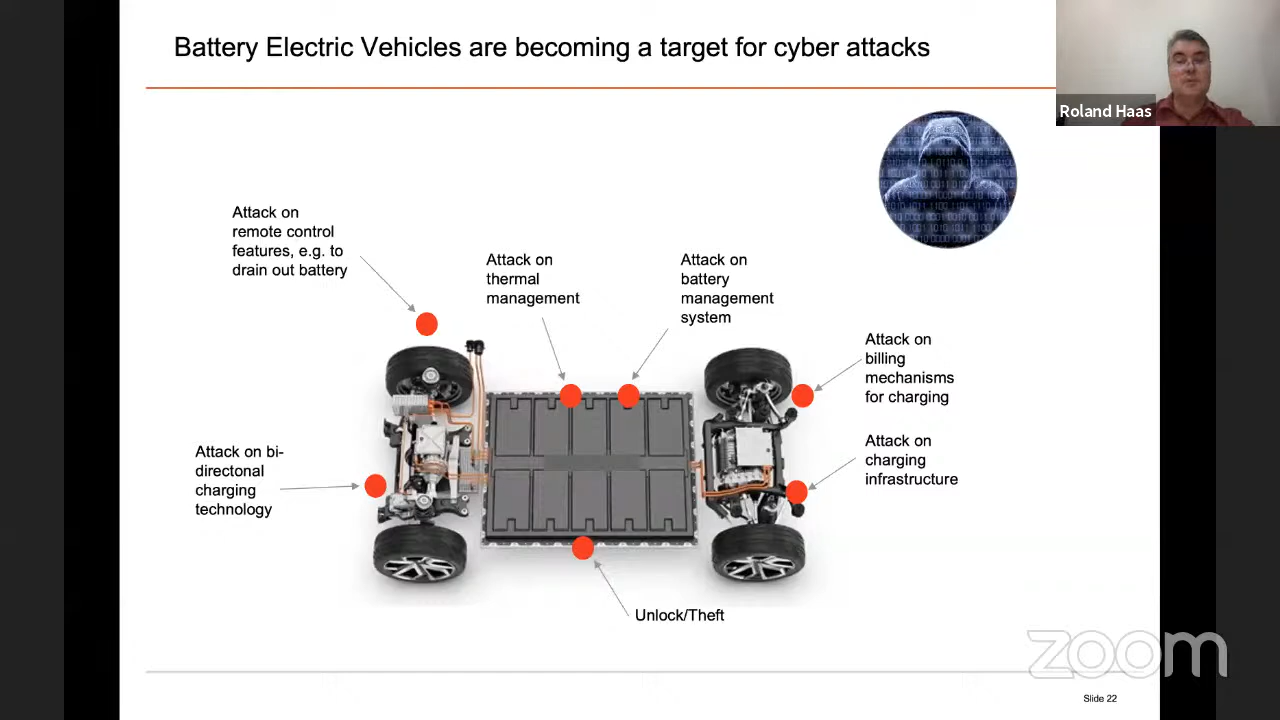 Battery Electric Vehicles are becoming a target for cyber attacks
Roland Haas
Attack on
remote control
features, e.g. to
drain out battery
Attack on
thermal
management
Attack on
battery
management
system
Attack on
billing
mechanisms
for charging
Attack on bi-
directonal
charging
technology
Attack on
charging
infrastructure
Unlock/Theft
zoom
Slide 22